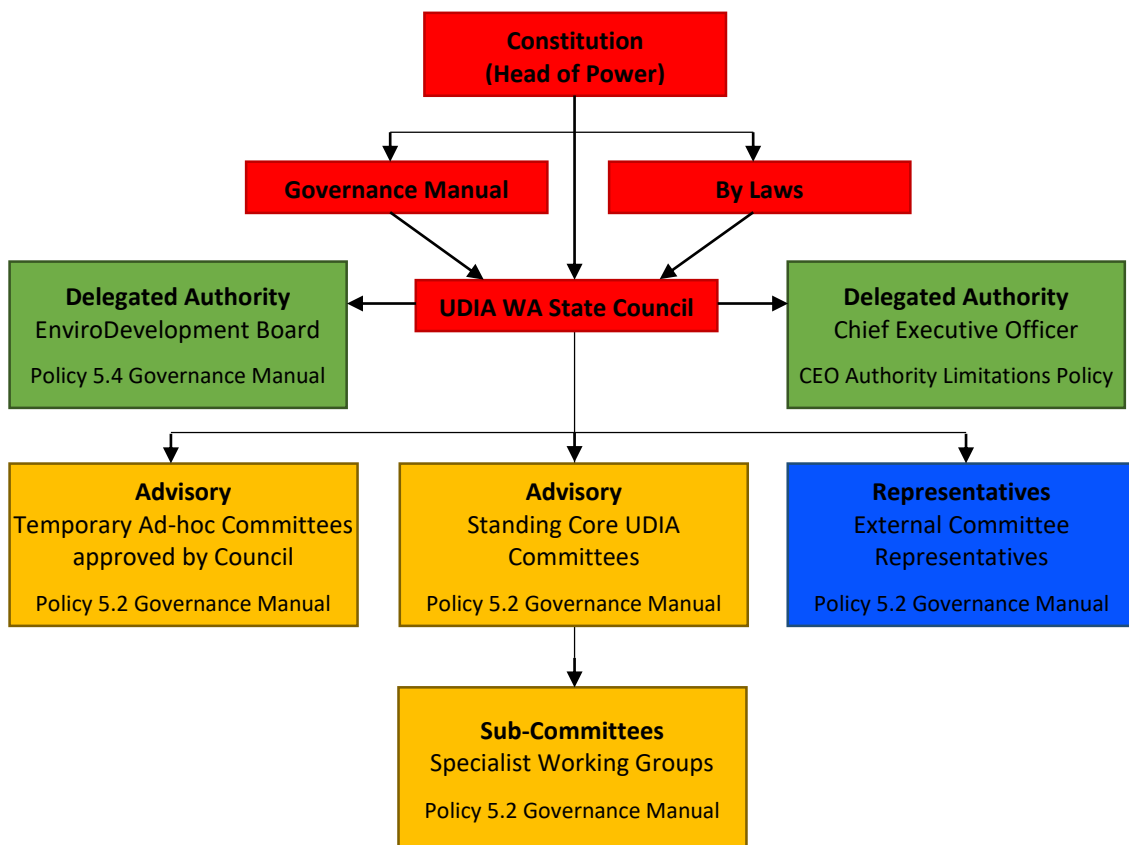 Constitution
(Head of Power)
Governance Manual
By Laws
Delegated Authority
EnviroDevelopment Board
Policy 5.4 Governance Manual
UDIA WA State Council
Delegated Authority
Chief Executive Officer
CEO Authority Limitations Policy
Advisory
Temporary Ad-hoc Committees
approved by Council
Policy 5.2 Governance Manual
Advisory
Standing Core UDIA
Committees
Policy 5.2 Governance Manual
Representatives
External Committee
Representatives
Policy 5.2 Governance Manual
Sub-Committees
Specialist Working Groups
Policy 5.2 Governance Manual